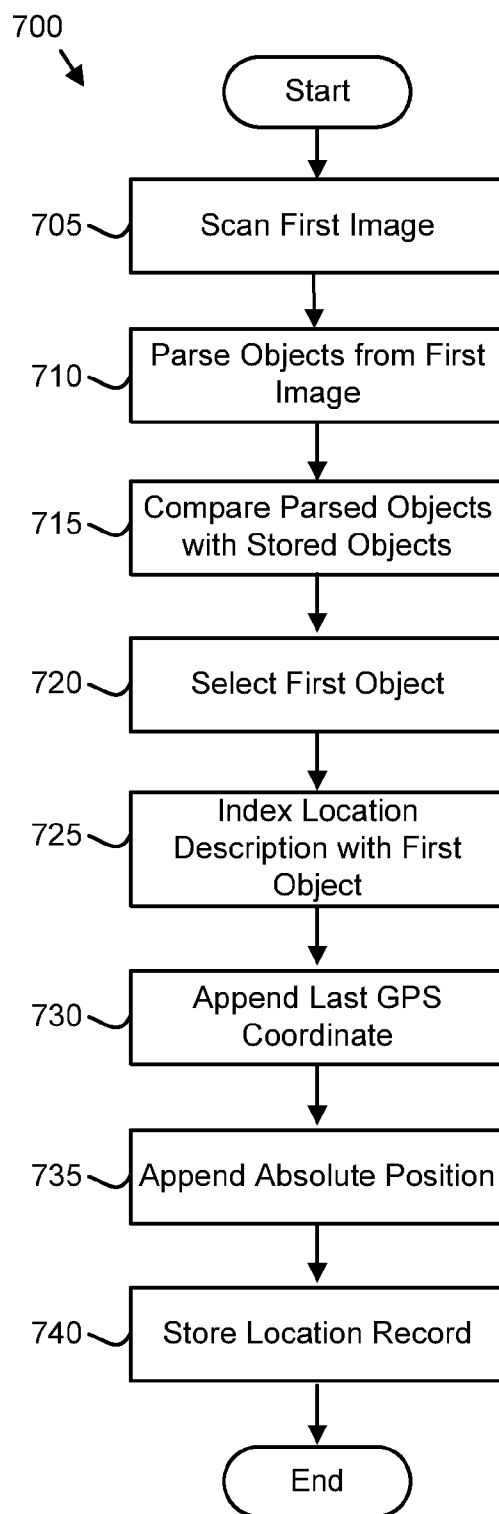 700
Start
705
Scan First Image
710
Parse Objects from First
Image
715
Compare Parsed Objects
with Stored Objects
720
Select First Object
725
Index Location
Description with First
Object
730
Append Last GPS
Coordinate
735
Append Absolute Position
740
Store Location Record
End